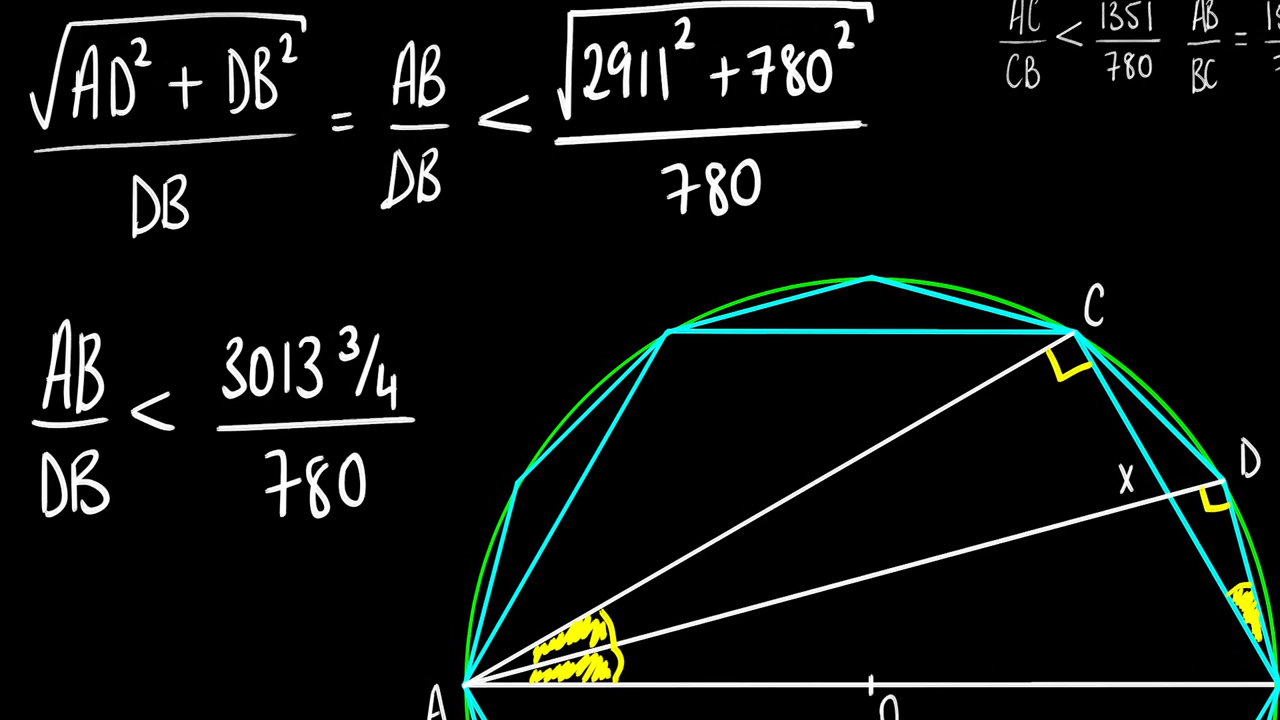 √AD² + DB² / DB = AB / DB < √2911² + 780² / 780
AC / CB < 1351 / 780 AB / BC =
AB / DB < 3013 ¾ / 780
C
D
X
A